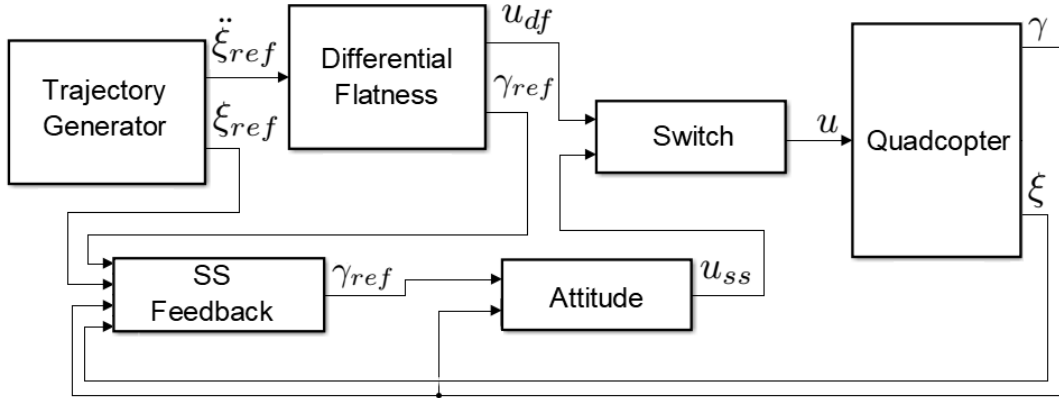 Trajectory
Generator
ξ̈_ref
ξ_ref
Differential
Flatness
u_df
γ_ref
Switch
u
Quadcopter
γ
ξ
SS
Feedback
γ_ref
Attitude
u_ss